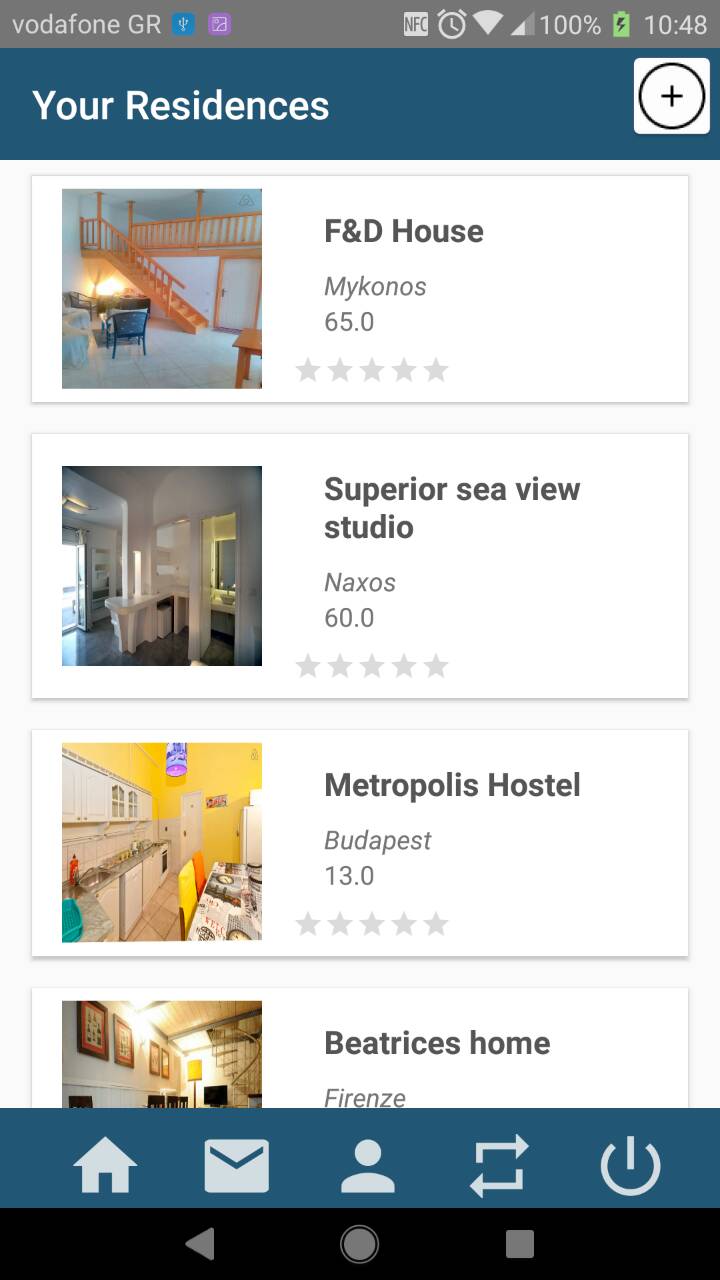 vodafone GR
NFC
100%
10:48
Your Residences
F&D House
Mykonos
65.0
Superior sea view
studio
Naxos
60.0
Metropolis Hostel
Budapest
13.0
Beatrices home
Firenze